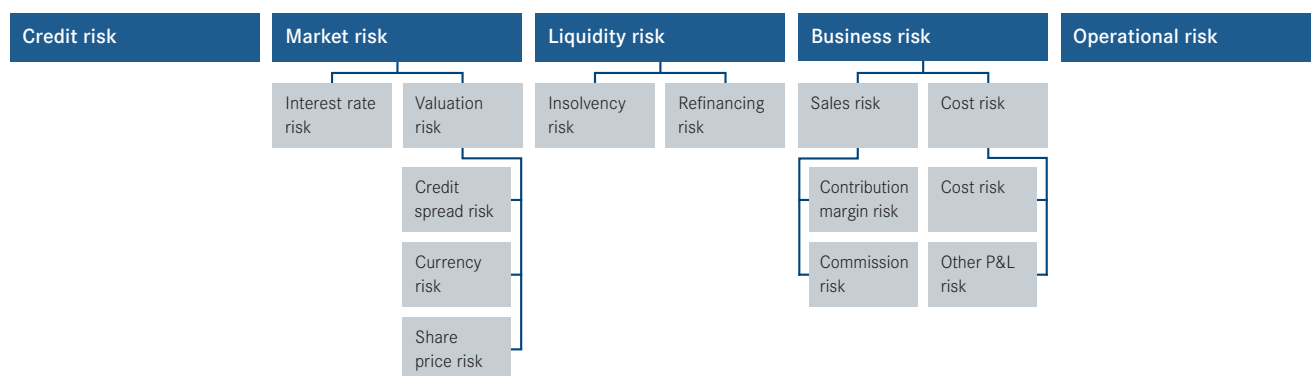 Credit risk
Market risk
Liquidity risk
Business risk
Operational risk
Interest rate
risk
Valuation
risk
Insolvency
risk
Refinancing
risk
Sales risk
Cost risk
Credit
spread risk
Contribution
margin risk
Cost risk
Currency
risk
Commission
risk
Other P&L
risk
Share
price risk